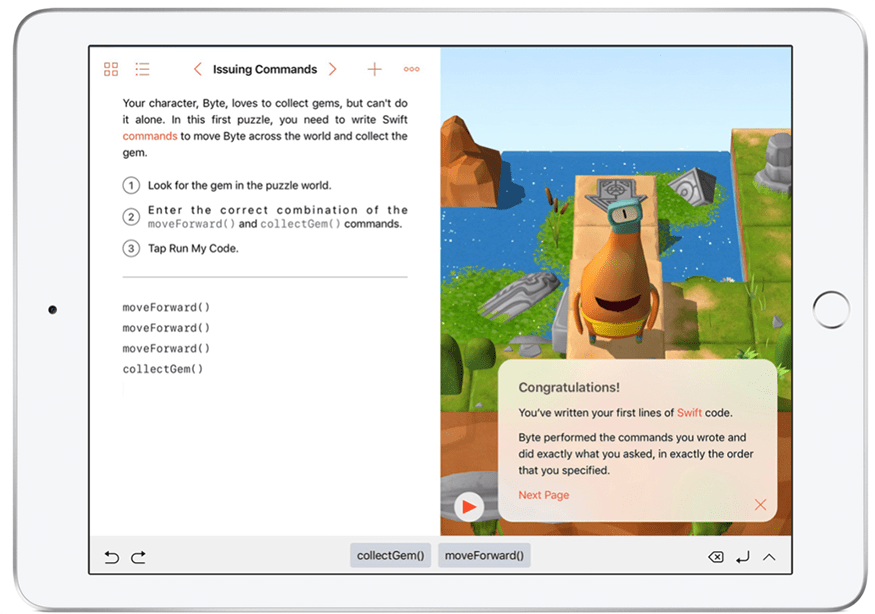 Issuing Commands
Your character, Byte, loves to collect gems, but can't do
it alone. In this first puzzle, you need to write Swift
commands to move Byte across the world and collect the
gem.
1 Look for the gem in the puzzle world.
2 Enter the correct combination of the
moveForward() and collectGem() commands.
3 Tap Run My Code.
moveForward()
moveForward()
moveForward()
collectGem()
Congratulations!
You've written your first lines of Swift code.
Byte performed the commands you wrote and
did exactly what you asked, in exactly the order
that you specified.
Next Page
collectGem() moveForward()